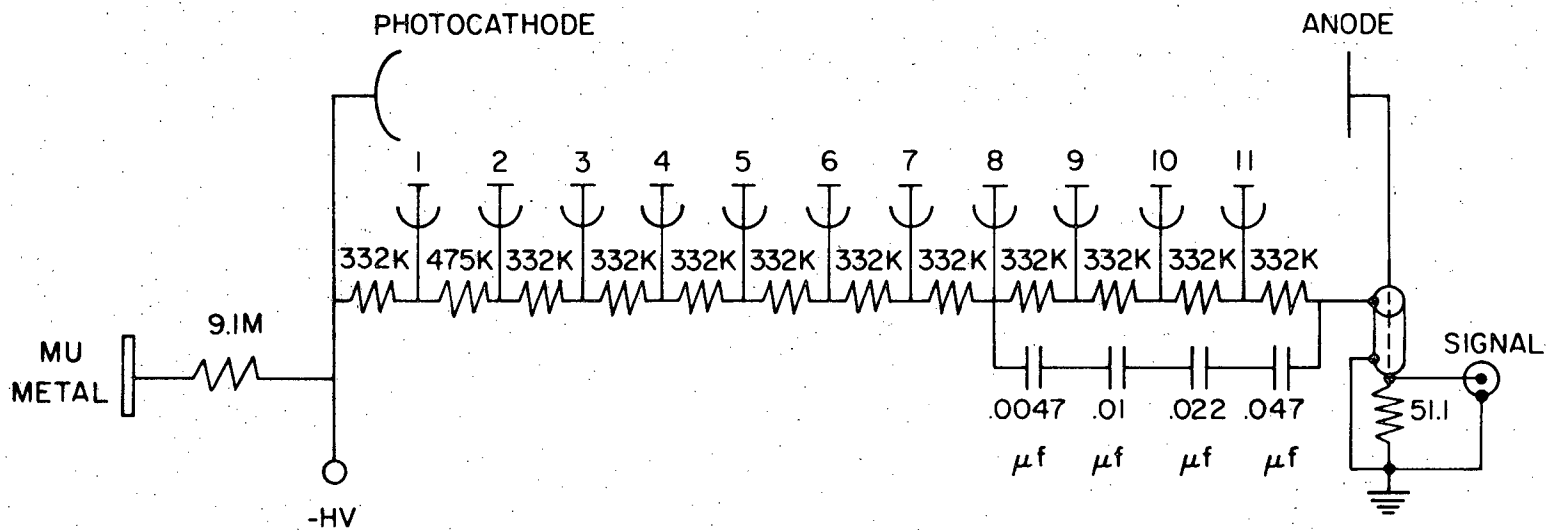 PHOTOCATHODE
ANODE
1 2 3 4 5 6 7 8 9 10 11
332K 475K 332K 332K 332K 332K 332K 332K 332K 332K 332K 332K
9.1M
MU
METAL
SIGNAL
.0047 .01 .022 .047
51.1
μf μf μf μf
-HV